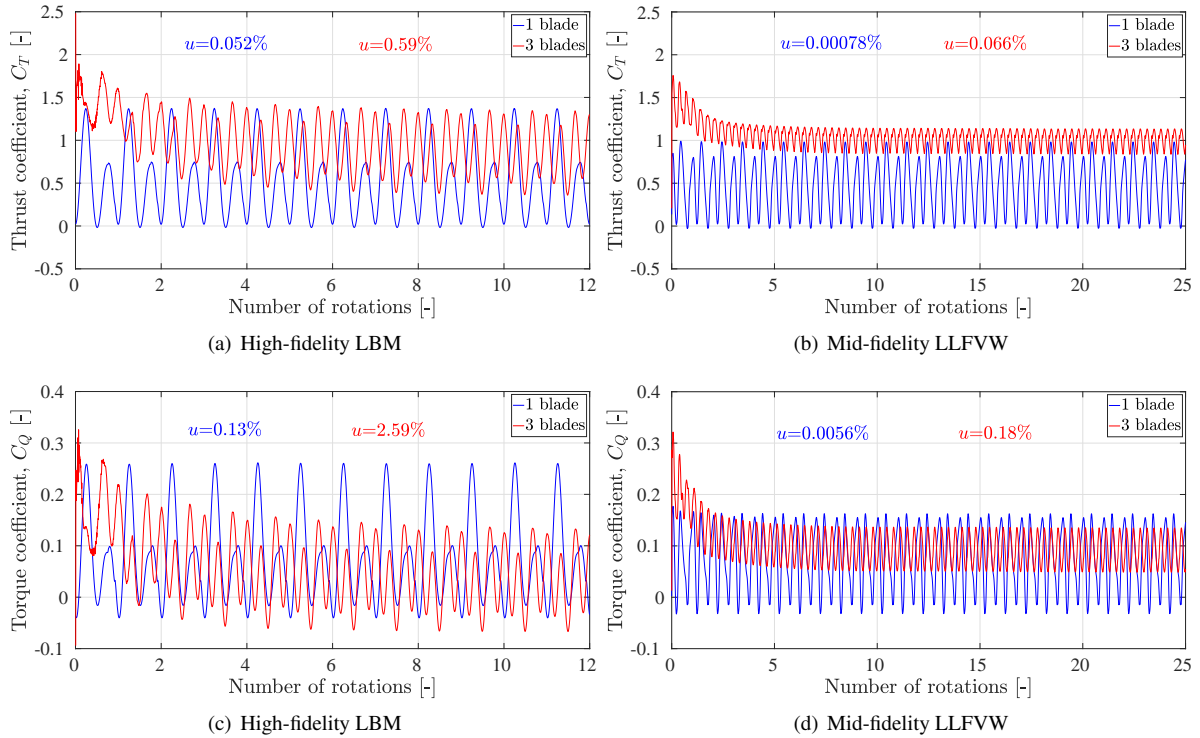 2.5
2
1.5
1
0.5
0
-0.5
Thrust coefficient, C_T [-]
u=0.052%
u=0.59%
1 blade
3 blades
0 2 4 6 8 10 12
Number of rotations [-]
(a) High-fidelity LBM
2.5
2
1.5
1
0.5
0
-0.5
Thrust coefficient, C_T [-]
u=0.00078%
u=0.066%
1 blade
3 blades
0 5 10 15 20 25
Number of rotations [-]
(b) Mid-fidelity LLFVW
0.4
0.3
0.2
0.1
0
-0.1
Torque coefficient, C_Q [-]
u=0.13%
u=2.59%
1 blade
3 blades
0 2 4 6 8 10 12
Number of rotations [-]
(c) High-fidelity LBM
0.4
0.3
0.2
0.1
0
-0.1
Torque coefficient, C_Q [-]
u=0.0056%
u=0.18%
1 blade
3 blades
0 5 10 15 20 25
Number of rotations [-]
(d) Mid-fidelity LLFVW